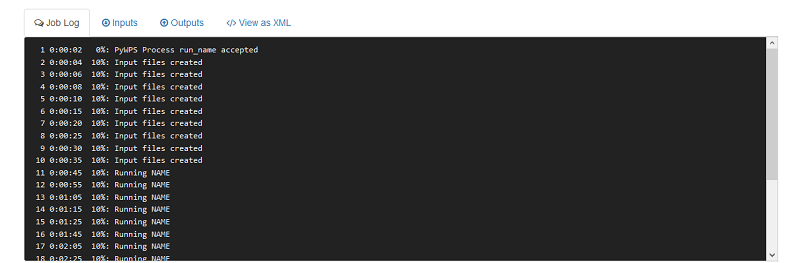 Job Log Inputs Outputs </> View as XML
1 0:00:02 0%: PyWPS Process run_name accepted
2 0:00:04 10%: Input files created
3 0:00:06 10%: Input files created
4 0:00:08 10%: Input files created
5 0:00:10 10%: Input files created
6 0:00:15 10%: Input files created
7 0:00:20 10%: Input files created
8 0:00:25 10%: Input files created
9 0:00:30 10%: Input files created
10 0:00:35 10%: Input files created
11 0:00:45 10%: Running NAME
12 0:00:55 10%: Running NAME
13 0:01:05 10%: Running NAME
14 0:01:15 10%: Running NAME
15 0:01:25 10%: Running NAME
16 0:01:45 10%: Running NAME
17 0:02:05 10%: Running NAME
18 0:02:25 10%: Running NAME